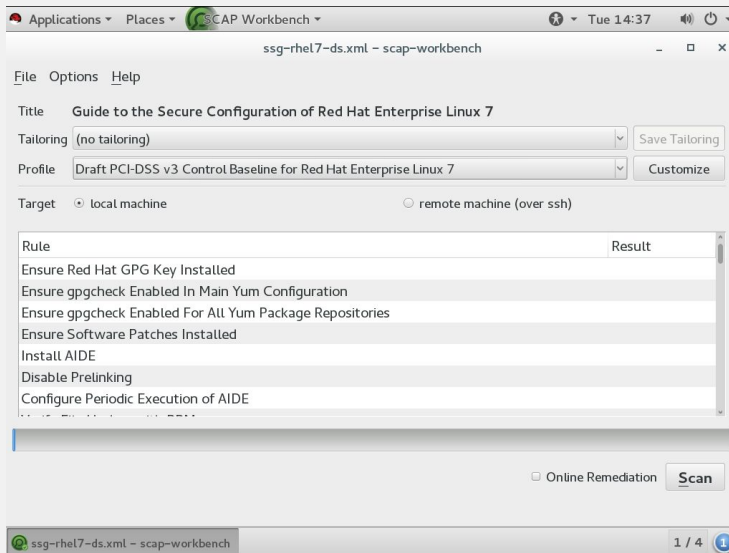 Applications Places SCAP Workbench Tue 14:37
ssg-rhel7-ds.xml – scap-workbench
File Options Help
Title Guide to the Secure Configuration of Red Hat Enterprise Linux 7
Tailoring (no tailoring) Save Tailoring
Profile Draft PCI-DSS v3 Control Baseline for Red Hat Enterprise Linux 7 Customize
Target local machine remote machine (over ssh)
Rule Result
Ensure Red Hat GPG Key Installed
Ensure gpgcheck Enabled In Main Yum Configuration
Ensure gpgcheck Enabled For All Yum Package Repositories
Ensure Software Patches Installed
Install AIDE
Disable Prelinking
Configure Periodic Execution of AIDE
Online Remediation Scan
ssg-rhel7-ds.xml – scap-workbench 1 / 4 1